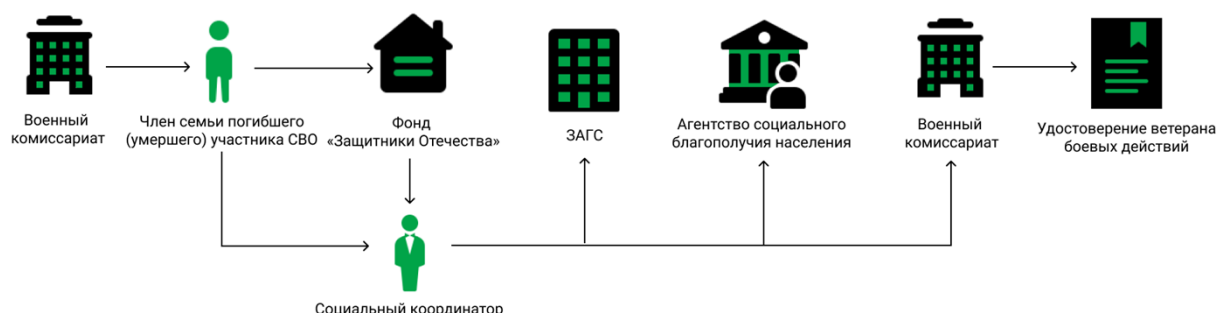 Военный
комиссариат
Член семьи погибшего
(умершего) участника СВО
Фонд
«Защитники Отечества»
ЗАГС
Агентство социального
благополучия населения
Военный
комиссариат
Удостоверение ветерана
боевых действий
Социальный координатор